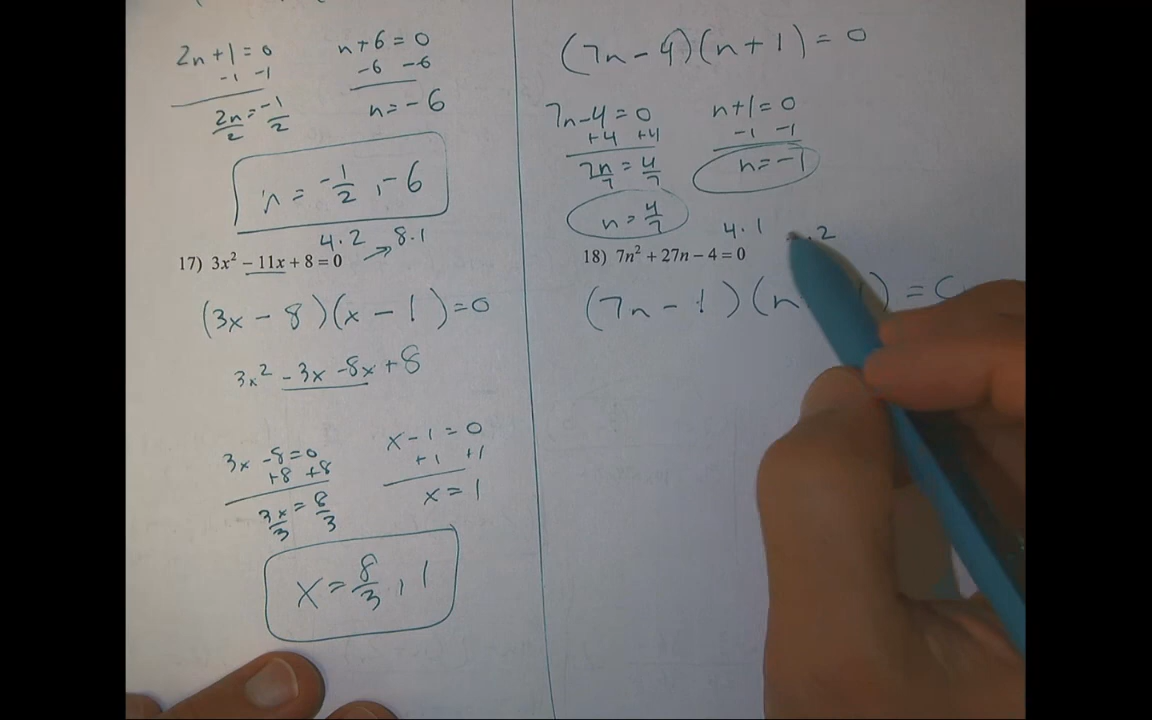 2n+1=0
-1 -1
2n/2 = -1/2
n+6=0
-6 -6
n=-6
n = -1/2, -6
4·2 → 8·1
17) 3x² - 11x + 8 = 0
(3x - 8)(x - 1)=0
3x² - 3x - 8x + 8
3x -8=0
+8 +8
3x/3 = 8/3
x-1=0
+1 +1
x=1
x = 8/3, 1
(7n-4)(n+1)=0
7n-4=0
+4 +4
7n/7 = 4/7
n = 4/7
n+1=0
-1 -1
n=-1
4·1 ·2
18) 7n² + 27n - 4 = 0
(7n - 1)(n ) =